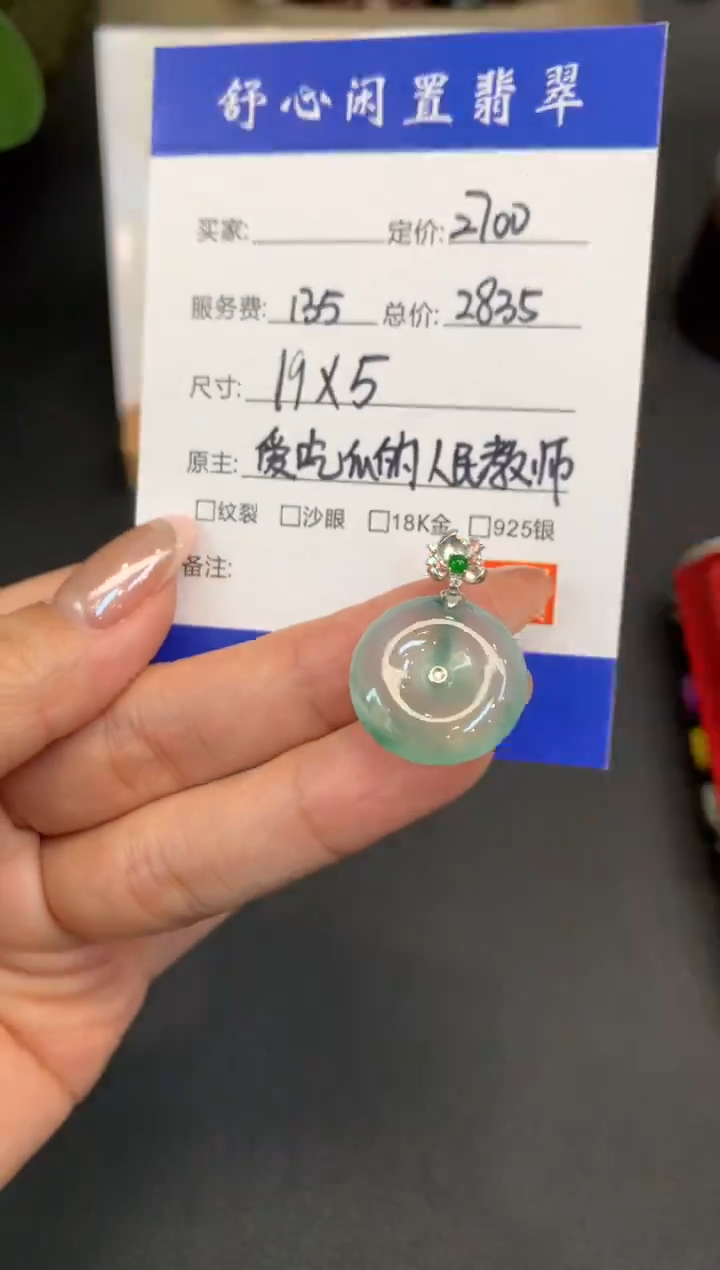 舒心闲置翡翠
买家: 定价: 2700
服务费: 135 总价: 2835
尺寸: 19X5
原主: 爱吃瓜的人民教师
□纹裂 □沙眼 □18K金 □925银
备注: